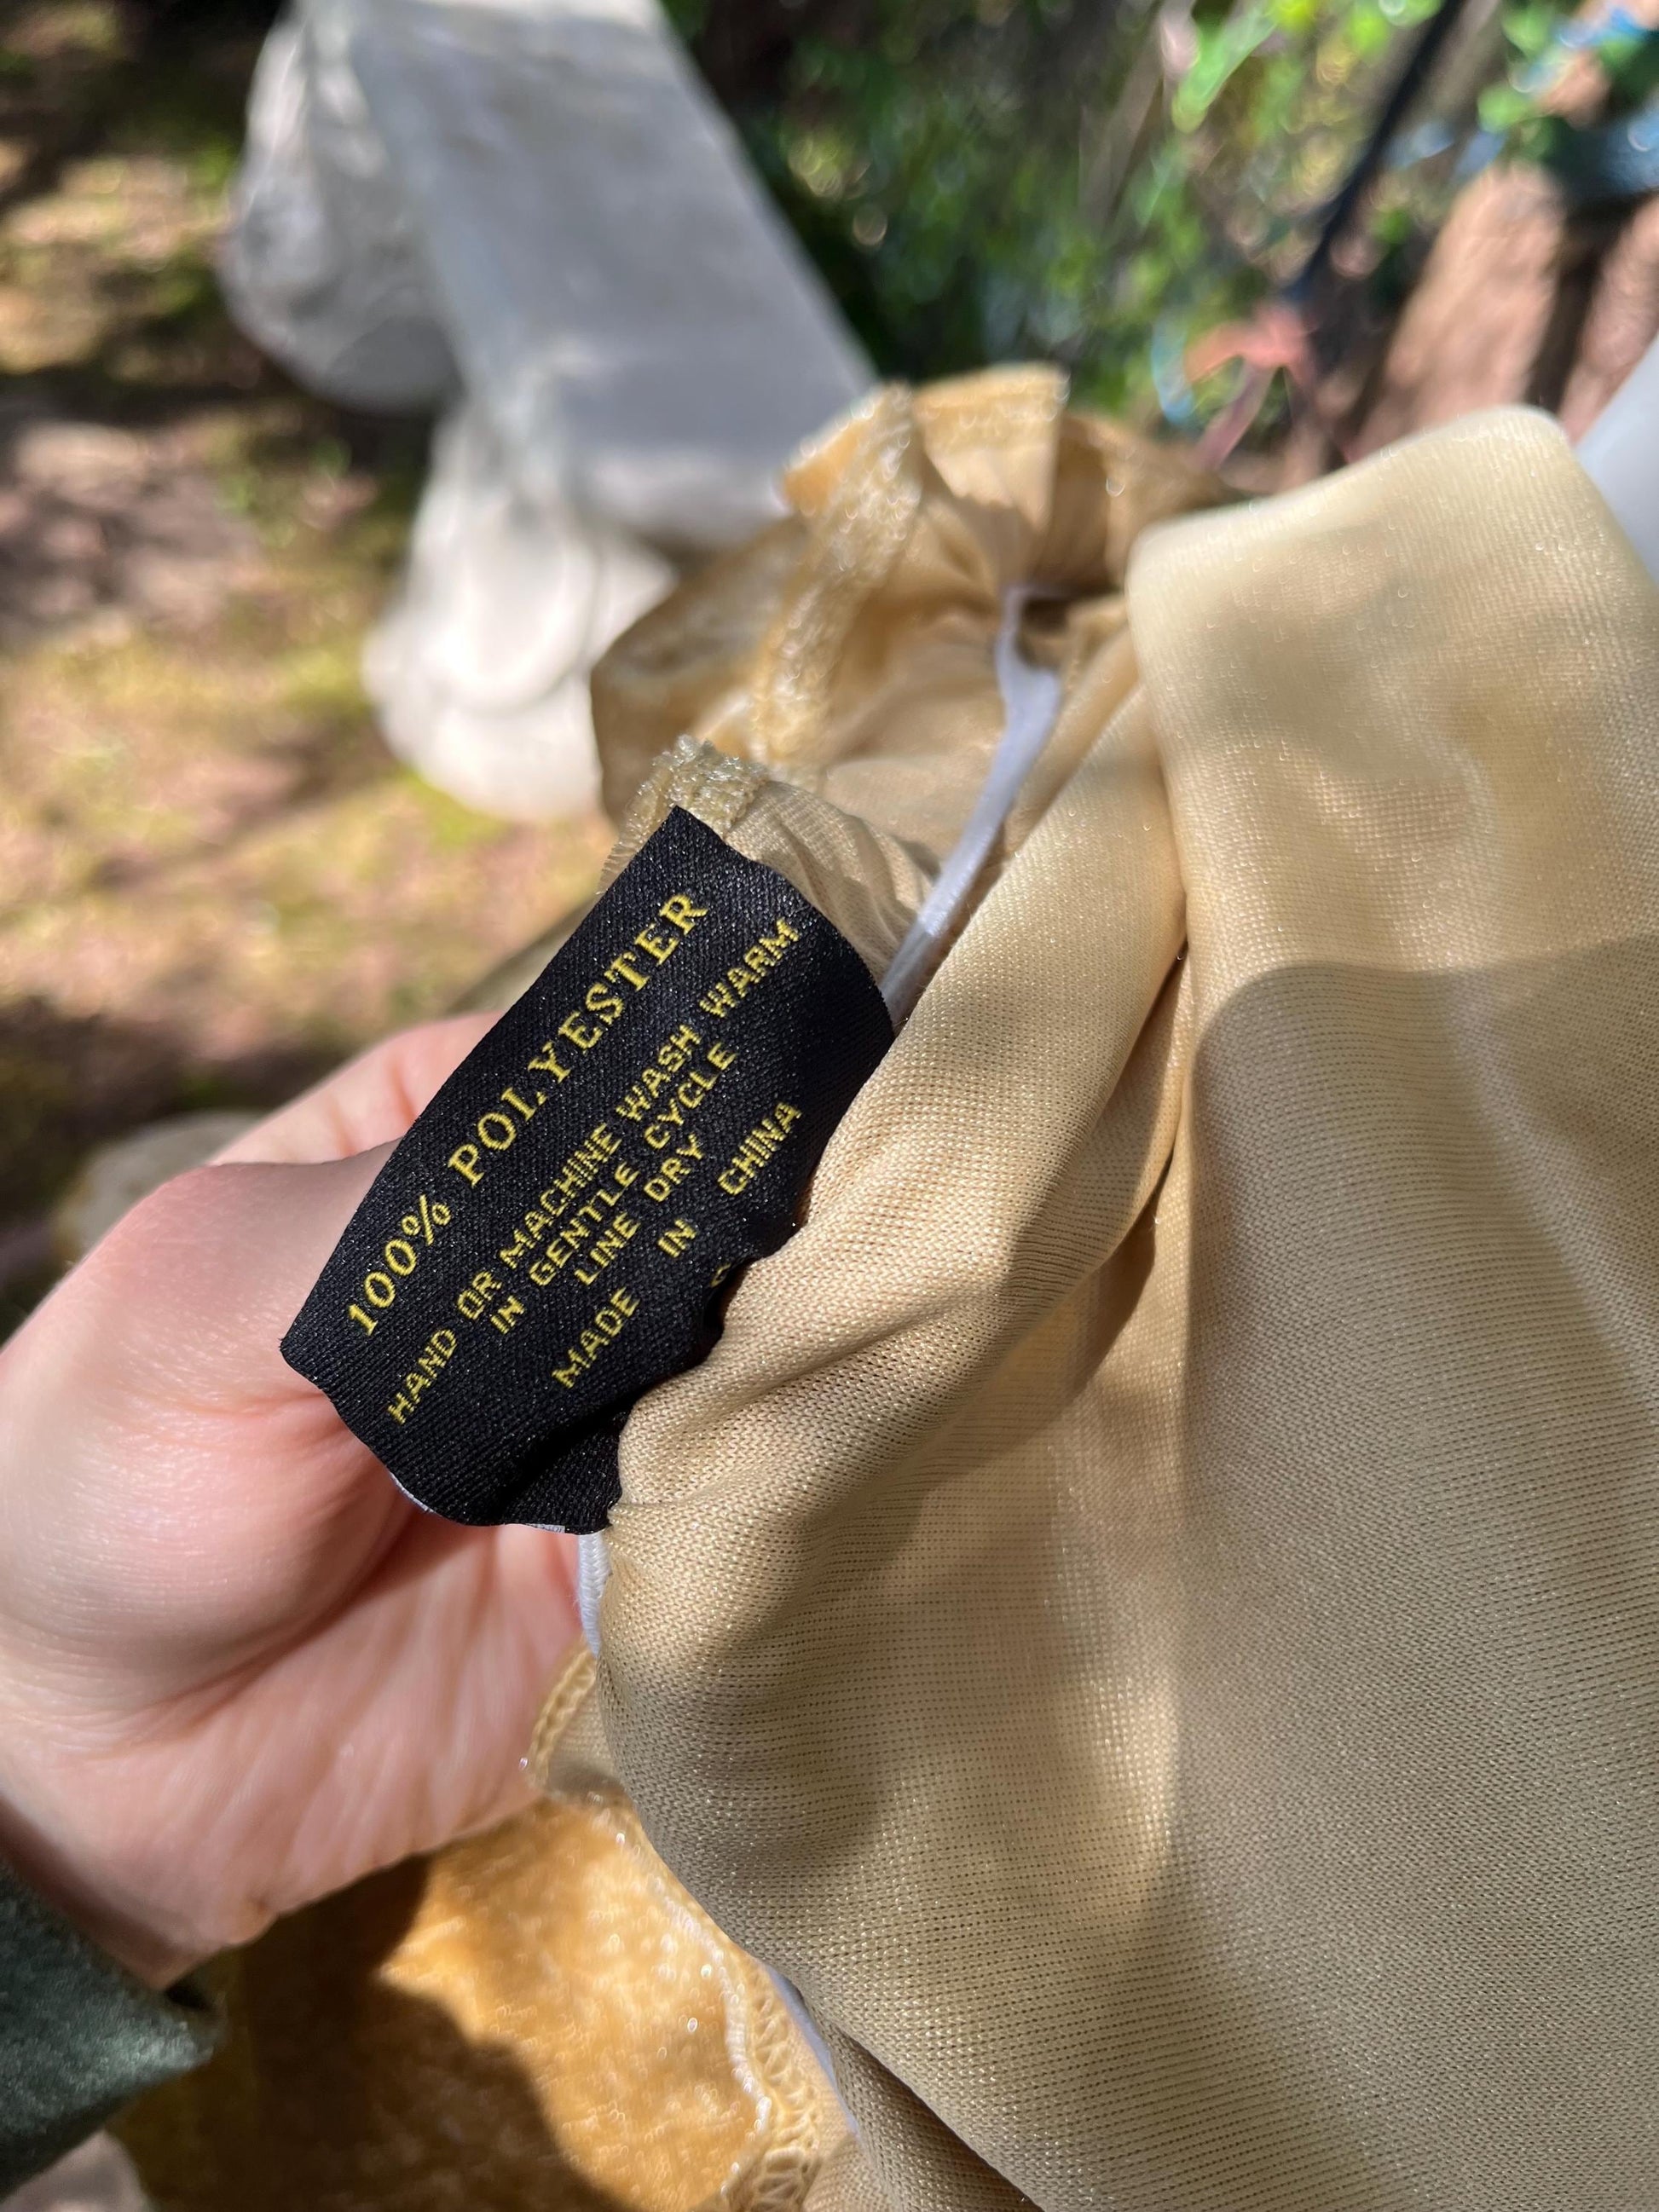 100% POLYESTER
HAND OR MACHINE WASH WARM
IN GENTLE CYCLE
LINE DRY
MADE IN CHINA